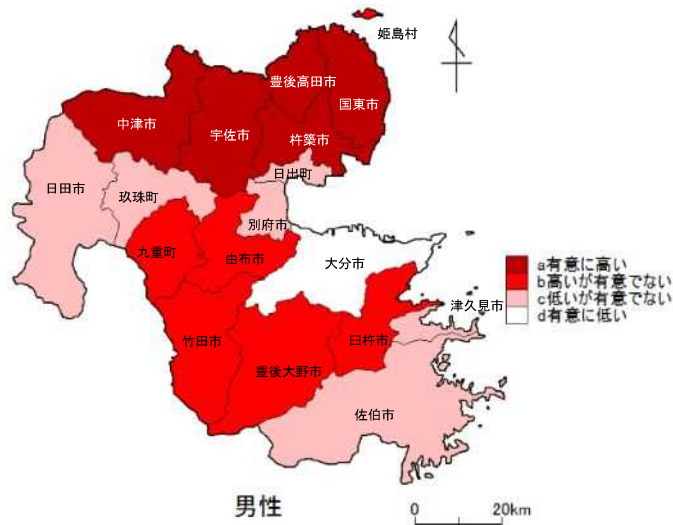 姫島村
豊後高田市
国東市
中津市
宇佐市
杵築市
日出町
日田市
玖珠町
別府市
九重町
由布市
大分市
a有意に高い
b高いが有意でない
c低いが有意でない
d有意に低い
津久見市
竹田市
臼杵市
豊後大野市
佐伯市
男性
0 20km